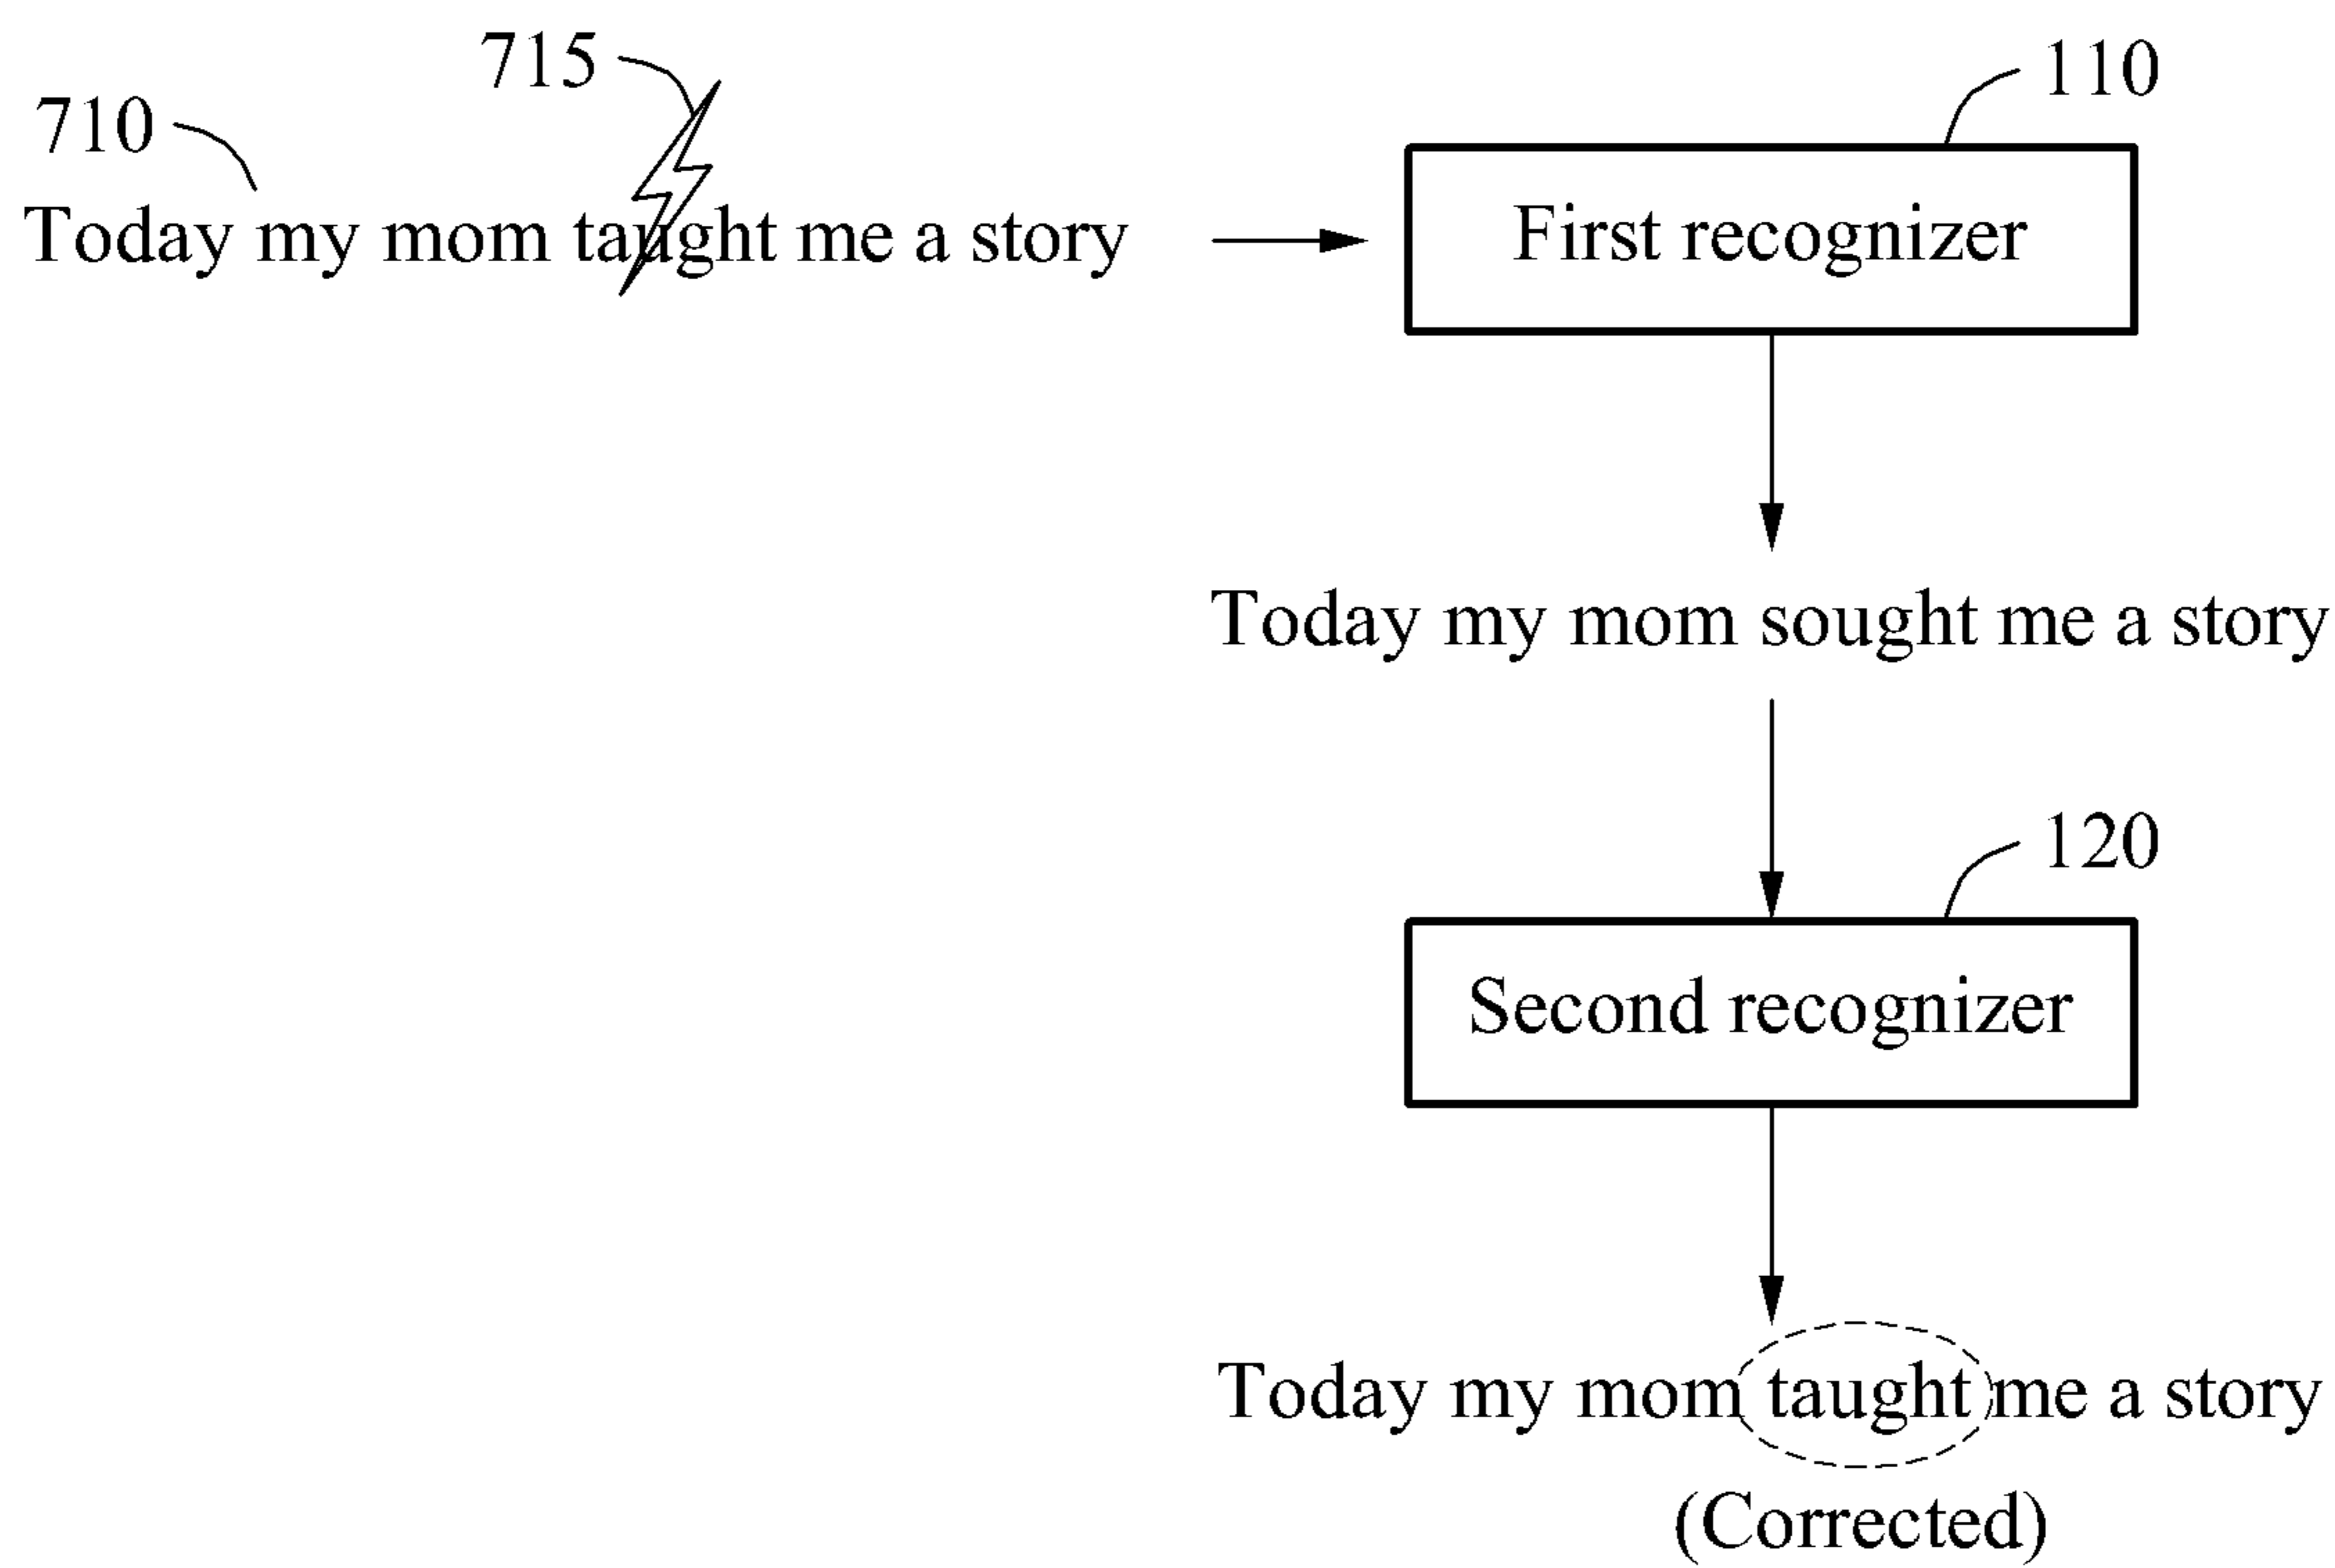 715
710
110
Today my mom taught me a story
First recognizer
Today my mom sought me a story
120
Second recognizer
Today my mom taught me a story
(Corrected)